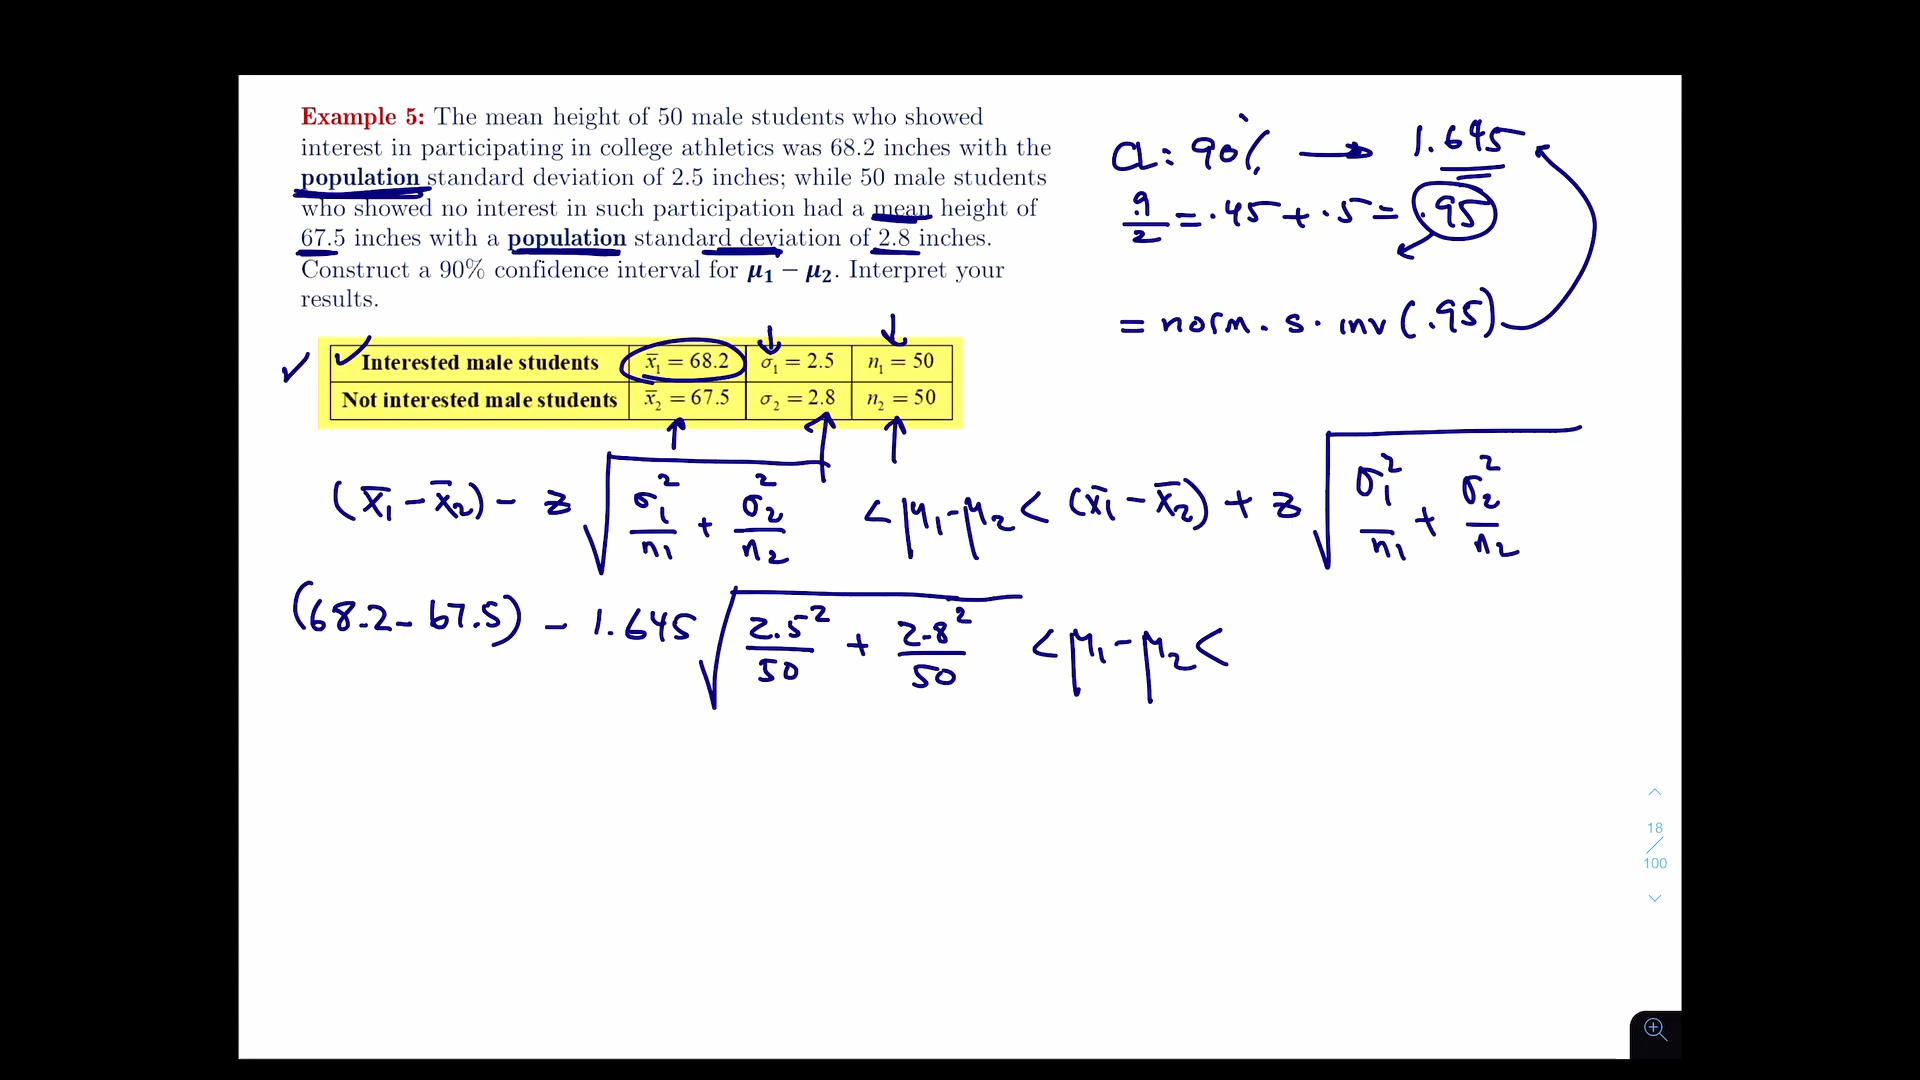 Example 5: The mean height of 50 male students who showed
interest in participating in college athletics was 68.2 inches with the
population standard deviation of 2.5 inches; while 50 male students
who showed no interest in such participation had a mean height of
67.5 inches with a population standard deviation of 2.8 inches.
Construct a 90% confidence interval for μ₁ − μ₂. Interpret your
results.
CL: 90% → 1.645
.9/2 = .45 + .5 = .95
= norm.s.inv(.95)
Interested male students x̄₁ = 68.2 σ₁ = 2.5 n₁ = 50
Not interested male students x̄₂ = 67.5 σ₂ = 2.8 n₂ = 50
(x̄₁ − x̄₂) − z √(σ₁²/n₁ + σ₂²/n₂) < μ₁ − μ₂ < (x̄₁ − x̄₂) + z √(σ₁²/n₁ + σ₂²/n₂)
(68.2 − 67.5) − 1.645 √(2.5²/50 + 2.8²/50) < μ₁ − μ₂ <
18
/
100